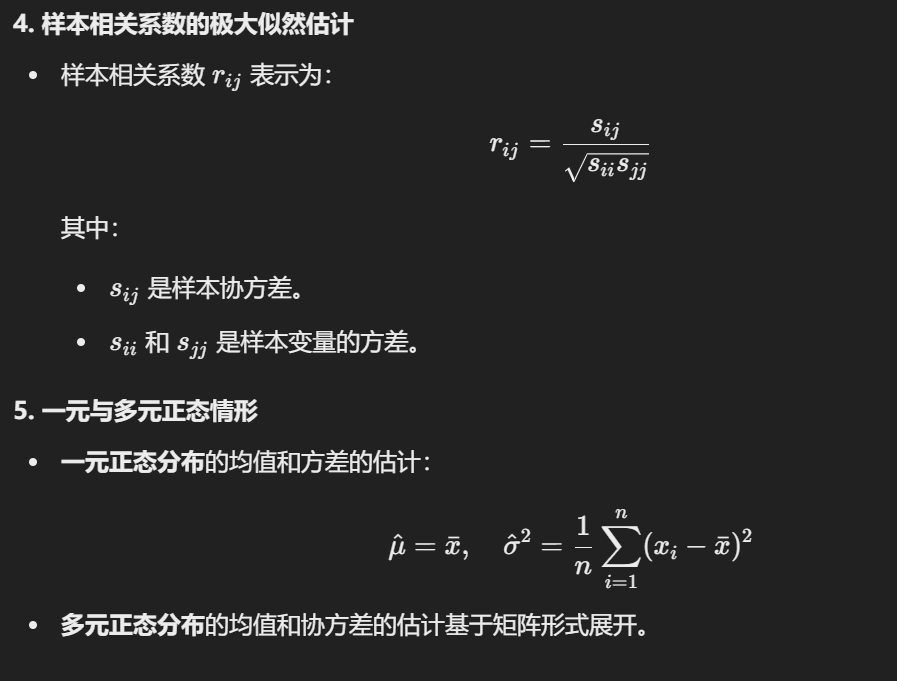 4. 样本相关系数的极大似然估计
• 样本相关系数 r_{ij} 表示为：
r_{ij} = \frac{s_{ij}}{\sqrt{s_{ii}s_{jj}}}
其中：
• s_{ij} 是样本协方差。
• s_{ii} 和 s_{jj} 是样本变量的方差。
5. 一元与多元正态情形
• 一元正态分布的均值和方差的估计：
\hat{\mu} = \bar{x}, \quad \hat{\sigma}^2 = \frac{1}{n} \sum_{i=1}^{n} (x_i - \bar{x})^2
• 多元正态分布的均值和协方差的估计基于矩阵形式展开。